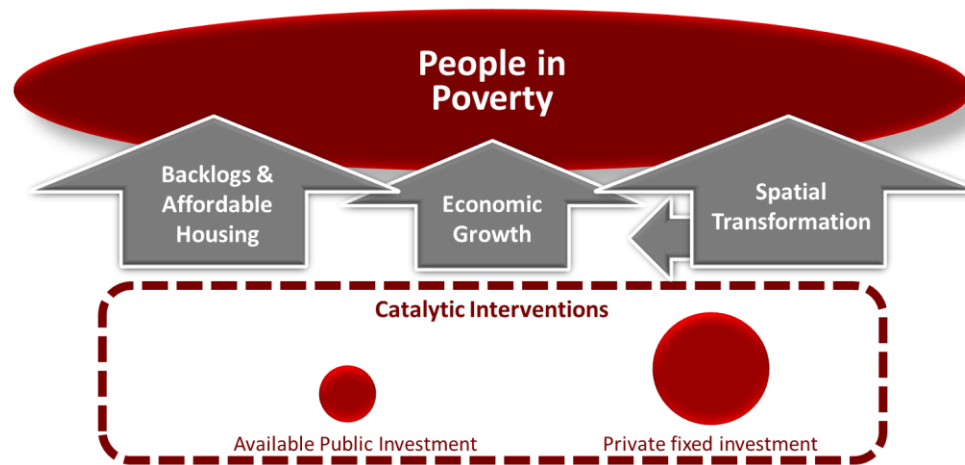 People in
Poverty
Backlogs &
Affordable
Housing
Economic
Growth
Spatial
Transformation
Catalytic Interventions
Available Public Investment
Private fixed investment